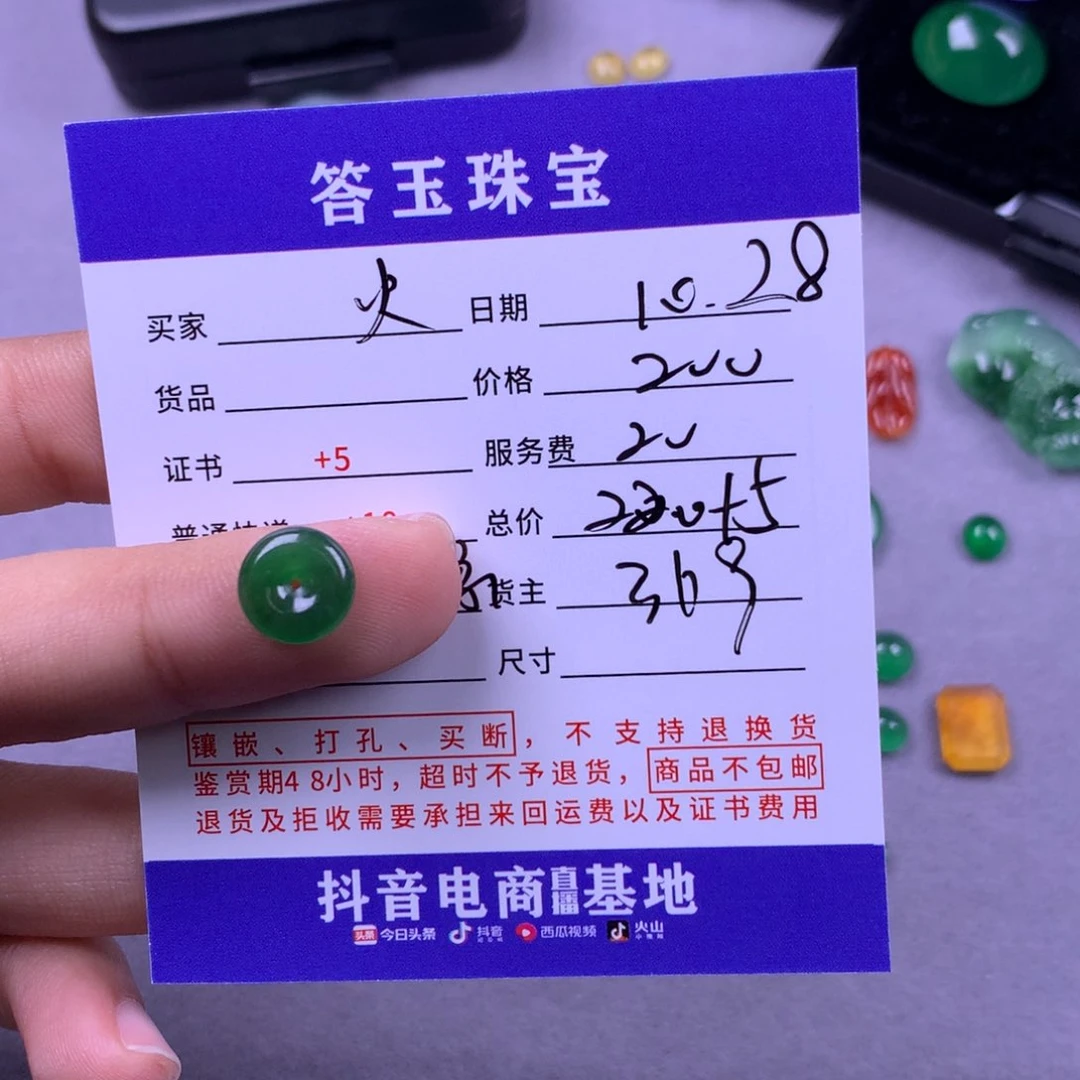 答玉珠宝
买家 火 日期 10.28
货品 价格 200
证书 +5 服务费 20
总价 220+5
货主 369
尺寸
镶嵌、打孔、买断，不支持退换货
鉴赏期48小时，超时不予退货，商品不包邮
退货及拒收需要承担来回运费以及证书费用
抖音电商直播基地
头条 今日头条 抖音 西瓜视频 火山